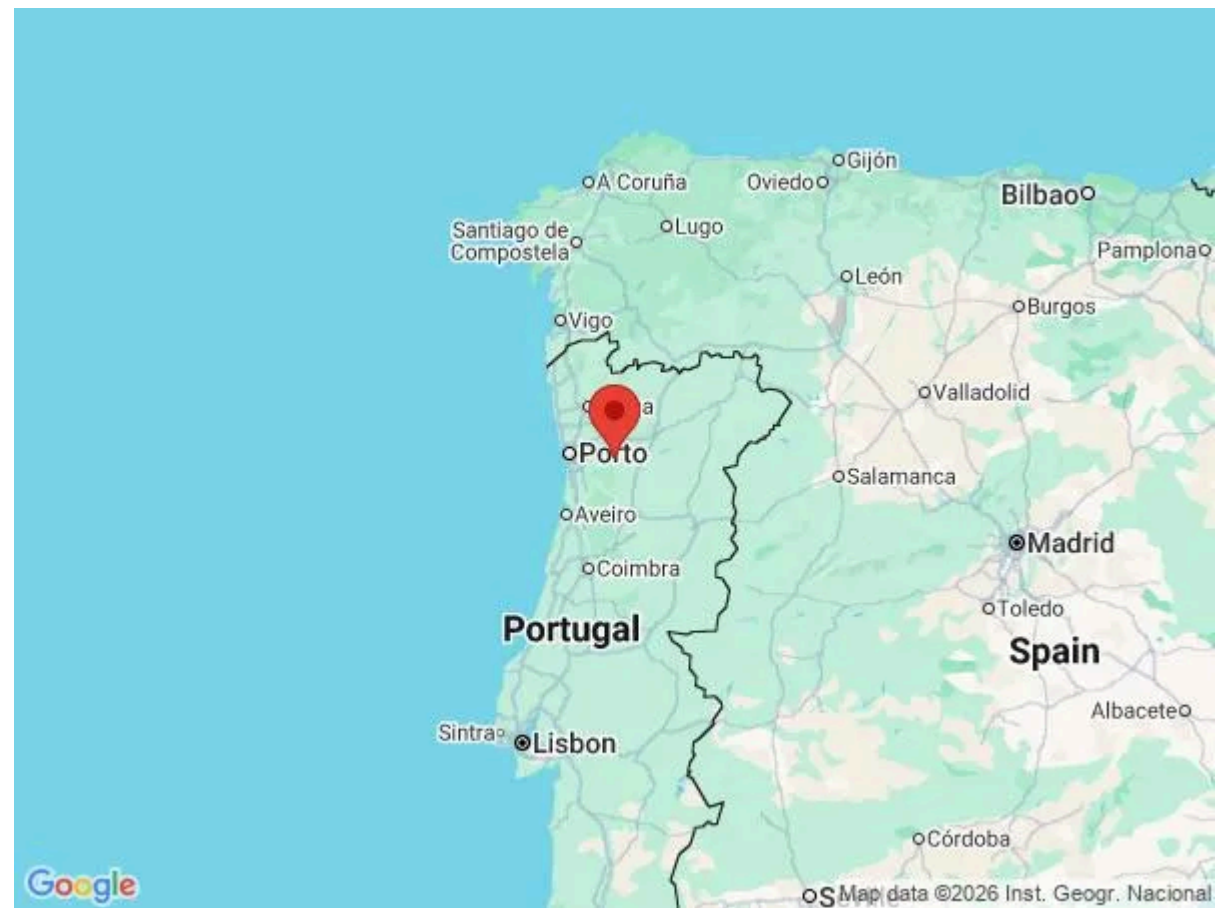 Gijón
A Coruña
Oviedo
Bilbao
Santiago de
Compostela
Lugo
Pamplona
León
Burgos
Vigo
Valladolid
Porto
Salamanca
Aveiro
Madrid
Coimbra
Toledo
Portugal
Spain
Albacete
Sintra
Lisbon
Córdoba
Google
Map data ©2026 Inst. Geogr. Nacional